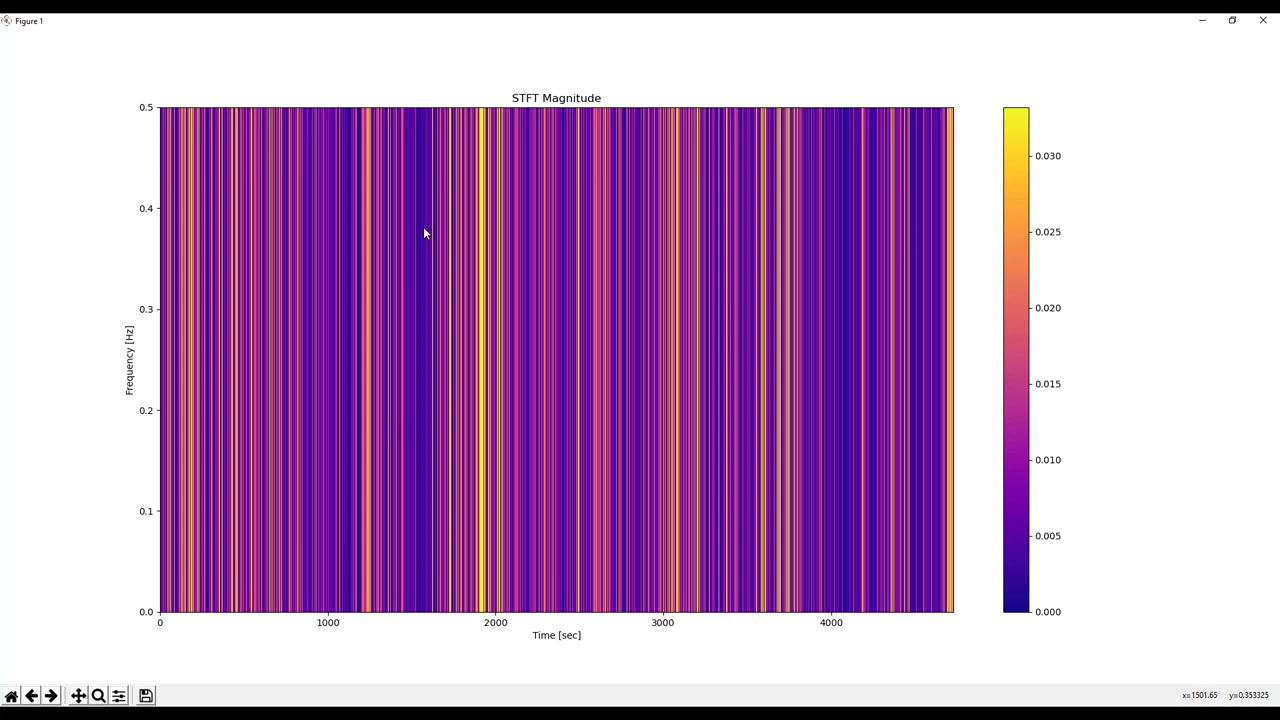 Figure 1
STFT Magnitude
0.5
0.4
0.3
0.2
0.1
0.0
Frequency [Hz]
0 1000 2000 3000 4000
Time [sec]
0.030
0.025
0.020
0.015
0.010
0.005
0.000
x=1501.65 y=0.353325